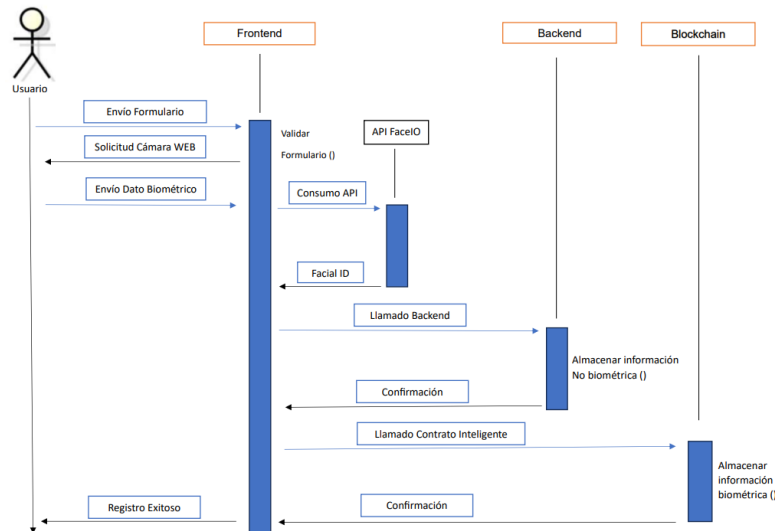 Frontend
Backend
Blockchain
Usuario
Envío Formulario
Validar
Formulario ()
API FaceIO
Solicitud Cámara WEB
Envío Dato Biométrico
Consumo API
Facial ID
Llamado Backend
Almacenar información
No biométrica ()
Confirmación
Llamado Contrato Inteligente
Almacenar
información
biométrica ()
Registro Exitoso
Confirmación